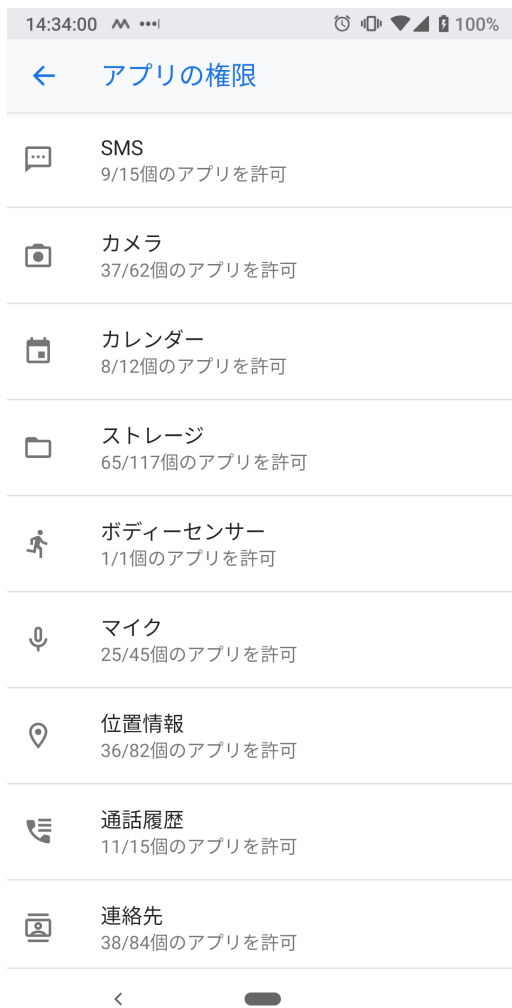 14:34:00 100%
アプリの権限
SMS
9/15個のアプリを許可
カメラ
37/62個のアプリを許可
カレンダー
8/12個のアプリを許可
ストレージ
65/117個のアプリを許可
ボディーセンサー
1/1個のアプリを許可
マイク
25/45個のアプリを許可
位置情報
36/82個のアプリを許可
通話履歴
11/15個のアプリを許可
連絡先
38/84個のアプリを許可